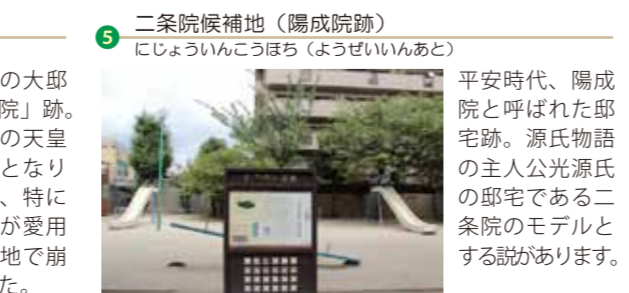 の大邸
院」跡。
の天皇
となり
、特に
が愛用
地で崩
た。
5
二条院候補地（陽成院跡）
にじょういんこうほち（ようぜいいんあと）
平安時代、陽成
院と呼ばれた邸
宅跡。源氏物語
の主人公光源氏
の邸宅である二
条院のモデルと
する説があります。